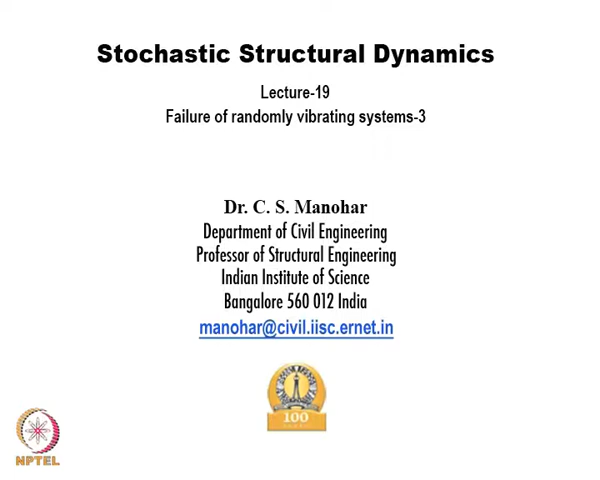 Stochastic Structural Dynamics
Lecture-19
Failure of randomly vibrating systems-3
Dr. C. S. Manohar
Department of Civil Engineering
Professor of Structural Engineering
Indian Institute of Science
Bangalore 560 012 India
manohar@civil.iisc.ernet.in
100
NPTEL